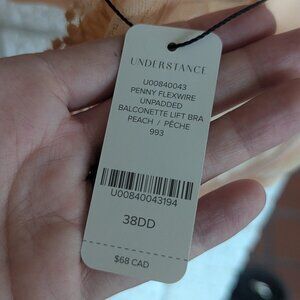 UNDERSTANCE
U00840043
PENNY FLEXWIRE
UNPADDED
BALCONETTE LIFT BRA
PEACH / PÊCHE
993
U00840043194
38DD
$68 CAD